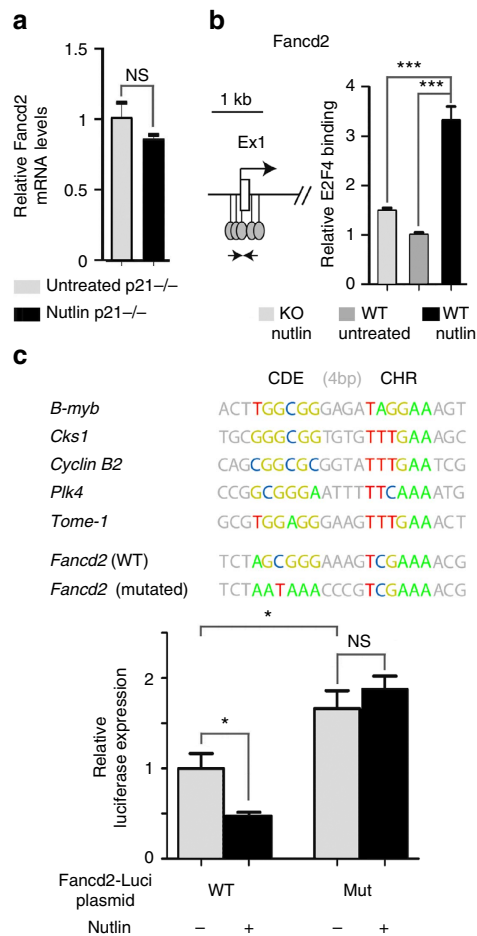 a
1.5
1
0.5
0
Relative Fancd2
mRNA levels
NS
Untreated p21–/–
Nutlin p21–/–
b
Fancd2
1 kb
Ex1
Relative E2F4 binding
4
3
2
1
0
***
***
KO
nutlin
WT
untreated
WT
nutlin
c
CDE (4bp) CHR
B-myb ACTTGGCGGGAGATAGGAAAGT
Cks1 TGCGGGCGGTGTGTTTGAAAGC
Cyclin B2 CAGCGGCGCGGTATTTGAATCG
Plk4 CCGGCGGGAATTTTTCAAAATG
Tome-1 GCGTGGAGGGAAGTTTGAAACT
Fancd2 (WT) TCTAGCGGGAAAGTCGAAAACG
Fancd2 (mutated) TCTAATAAACCCGTCGAAAACG
Relative
luciferase expression
2
1
0
*
*
NS
Fancd2-Luci
plasmid
WT Mut
Nutlin – + – +